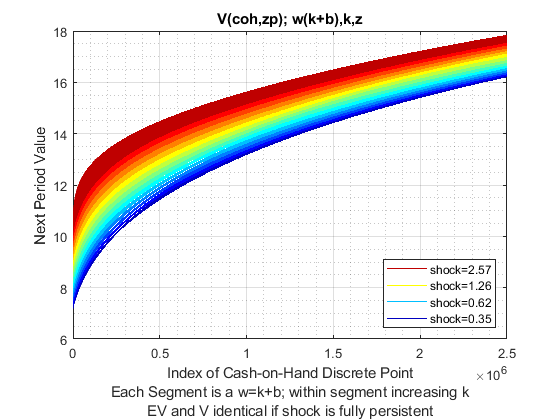 V(coh,zp); w(k+b),k,z
Next Period Value
18
16
14
12
10
8
6
0
0.5
1
1.5
2
2.5
×10^6
shock=2.57
shock=1.26
shock=0.62
shock=0.35
Index of Cash-on-Hand Discrete Point
Each Segment is a w=k+b; within segment increasing k
EV and V identical if shock is fully persistent